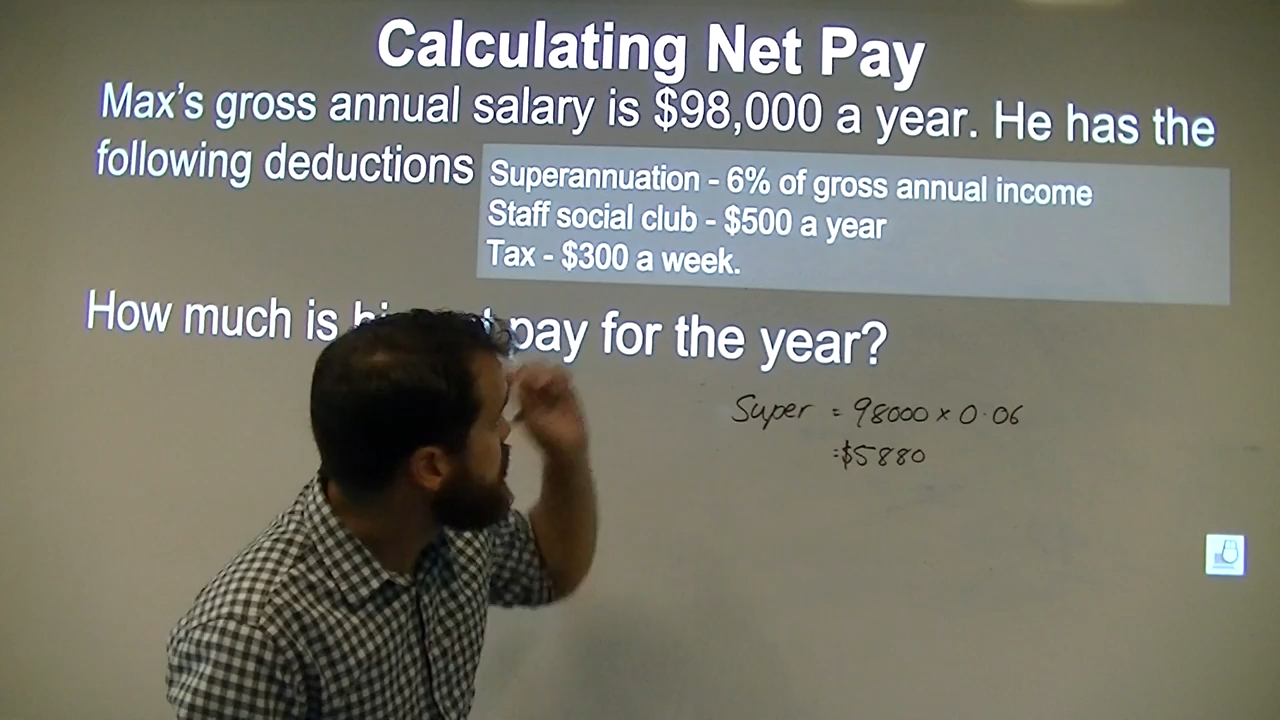 Calculating Net Pay
Max's gross annual salary is $98,000 a year. He has the
following deductions
Superannuation - 6% of gross annual income
Staff social club - $500 a year
Tax - $300 a week.
How much is pay for the year?
Super = 98000 × 0.06
=$5880